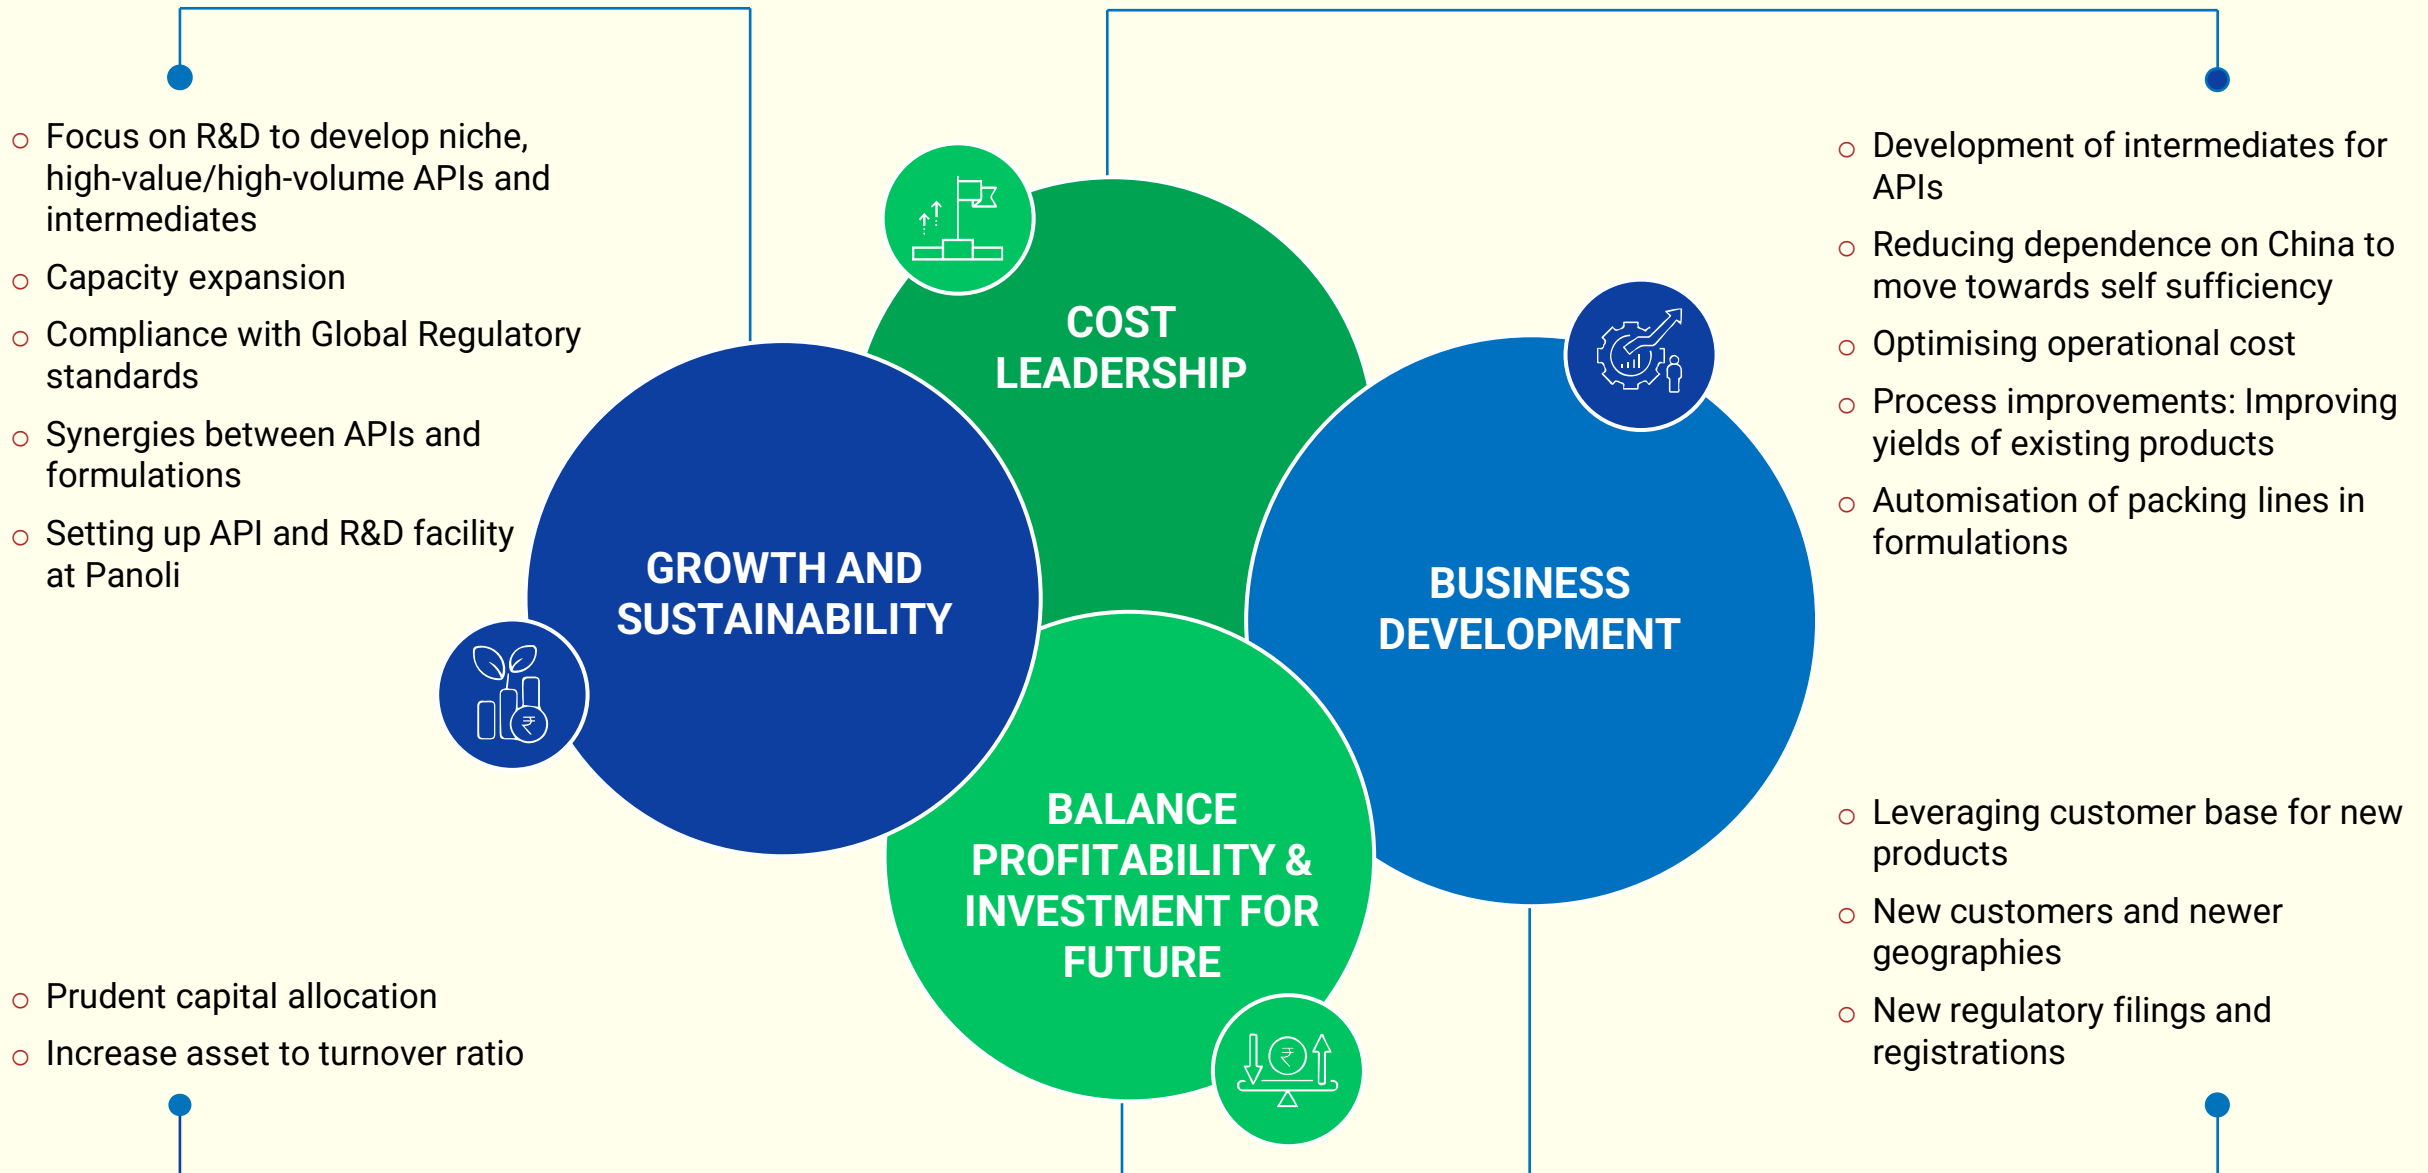 Focus on R&D to develop niche,
high-value/high-volume APIs and
intermediates
Capacity expansion
Compliance with Global Regulatory
standards
Synergies between APIs and
formulations
Setting up API and R&D facility
at Panoli
COST
LEADERSHIP
Development of intermediates for
APIs
Reducing dependence on China to
move towards self sufficiency
Optimising operational cost
Process improvements: Improving
yields of existing products
Automisation of packing lines in
formulations
GROWTH AND
SUSTAINABILITY
₹
BUSINESS
DEVELOPMENT
BALANCE
PROFITABILITY &
INVESTMENT FOR
FUTURE
₹
Prudent capital allocation
Increase asset to turnover ratio
Leveraging customer base for new
products
New customers and newer
geographies
New regulatory filings and
registrations